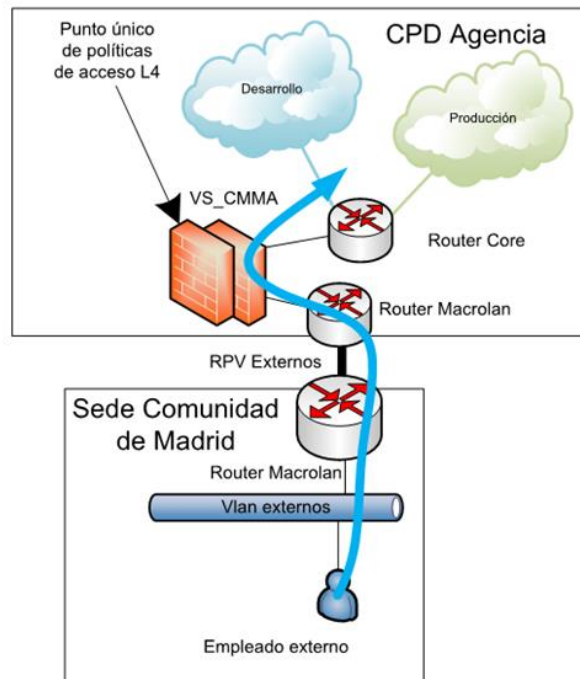 Punto único
de políticas
de acceso L4
CPD Agencia
Desarrollo
Producción
VS_CMMA
Router Core
Router Macrolan
RPV Externos
Sede Comunidad
de Madrid
Router Macrolan
Vlan externos
Empleado externo